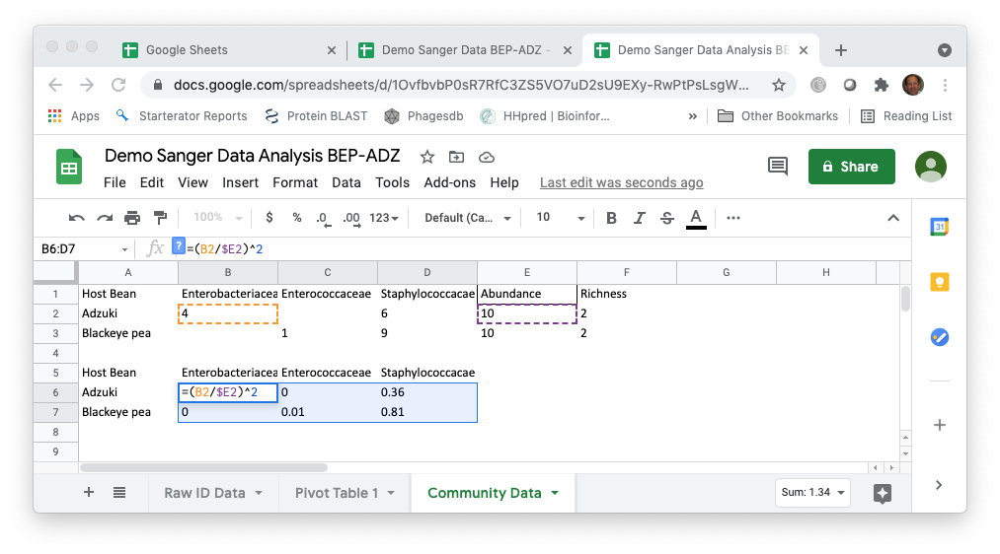 Google Sheets × Demo Sanger Data BEP-ADZ - × Demo Sanger Data Analysis BE × +
docs.google.com/spreadsheets/d/1OvfbvbP0sR7RfC3ZS5VO7uD2sU9EXy-RwPtPsLsgW...
Apps Starterator Reports Protein BLAST Phagesdb HHpred | Bioinfor... » Other Bookmarks Reading List
Demo Sanger Data Analysis BEP-ADZ
Share
File Edit View Insert Format Data Tools Add-ons Help Last edit was seconds ago
100% $ % .0 .00 123 Default (Ca... 10 B I S A ...
31
B6:D7 fx ? =(B2/$E2)^2
A B C D E F G H
1 Host Bean Enterobacteriacea Enterococcaceae Staphylococcacae Abundance Richness
2 Adzuki 4 6 10 2
3 Blackeye pea 1 9 10 2
4
5 Host Bean Enterobacteriacea Enterococcaceae Staphylococcacae
6 Adzuki =(B2/$E2)^2 0 0.36
7 Blackeye pea 0 0.01 0.81
8
9
+ Raw ID Data Pivot Table 1 Community Data Sum: 1.34